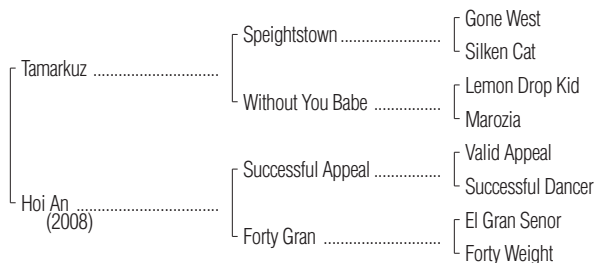 Tamarkuz
Hoi An
(2008)
Speightstown
Without You Babe
Successful Appeal
Forty Gran
Gone West
Silken Cat
Lemon Drop Kid
Marozia
Valid Appeal
Successful Dancer
El Gran Senor
Forty Weight